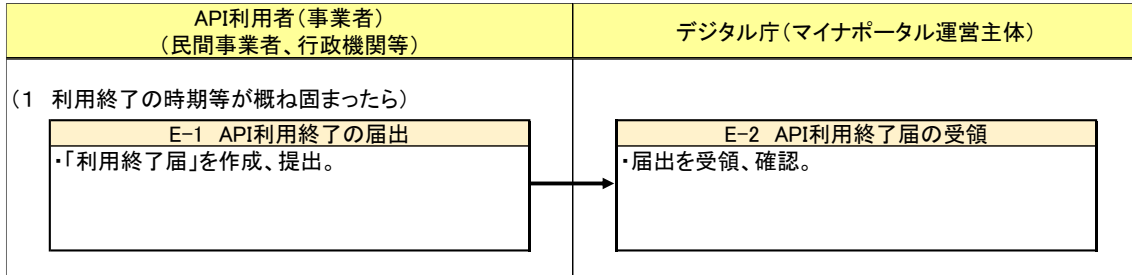 API利用者（事業者）
（民間事業者、行政機関等）
デジタル庁（マイナポータル運営主体）
（１　利用終了の時期等が概ね固まったら）
E-1　API利用終了の届出
・「利用終了届」を作成、提出。
E-2　API利用終了届の受領
・届出を受領、確認。